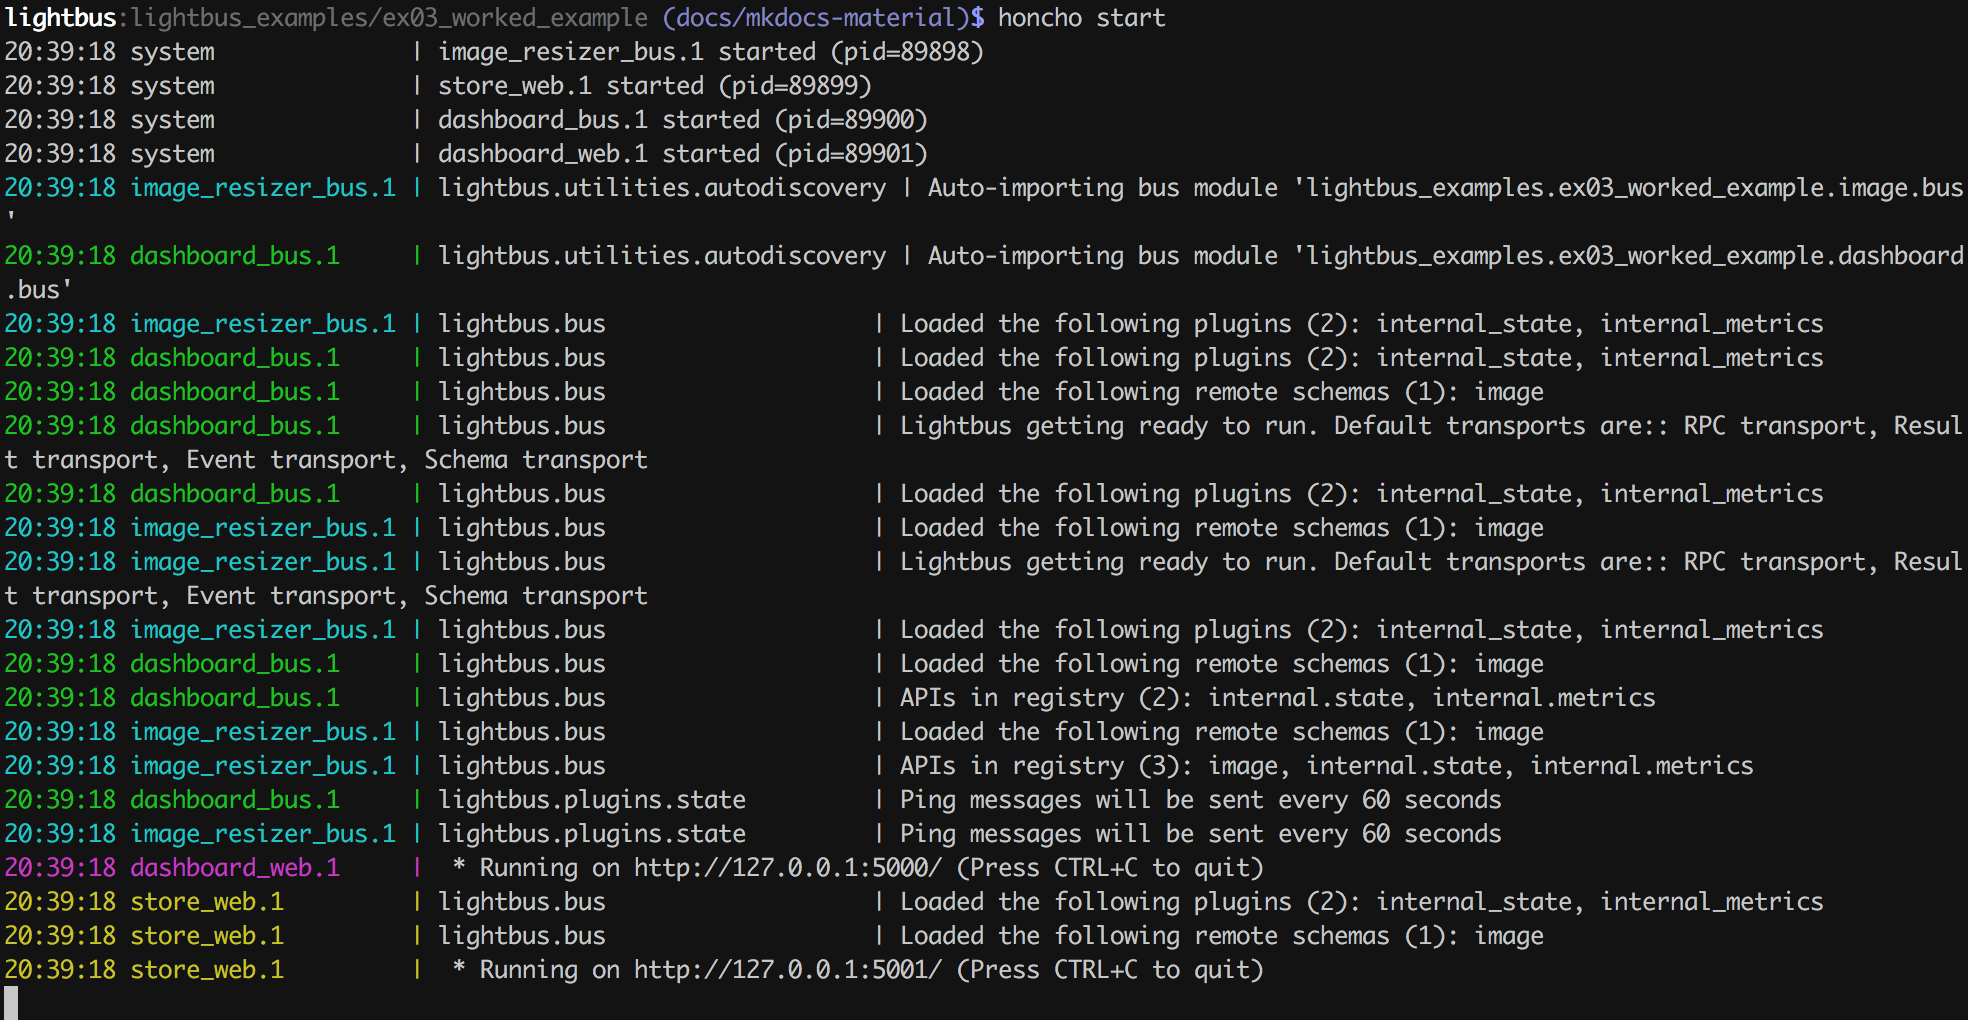 lightbus:lightbus_examples/ex03_worked_example (docs/mkdocs-material)$ honcho start
20:39:18 system              | image_resizer_bus.1 started (pid=89898)
20:39:18 system              | store_web.1 started (pid=89899)
20:39:18 system              | dashboard_bus.1 started (pid=89900)
20:39:18 system              | dashboard_web.1 started (pid=89901)
20:39:18 image_resizer_bus.1 | lightbus.utilities.autodiscovery | Auto-importing bus module 'lightbus_examples.ex03_worked_example.image.bus
'
20:39:18 dashboard_bus.1     | lightbus.utilities.autodiscovery | Auto-importing bus module 'lightbus_examples.ex03_worked_example.dashboard
.bus'
20:39:18 image_resizer_bus.1 | lightbus.bus                   | Loaded the following plugins (2): internal_state, internal_metrics
20:39:18 dashboard_bus.1     | lightbus.bus                   | Loaded the following plugins (2): internal_state, internal_metrics
20:39:18 dashboard_bus.1     | lightbus.bus                   | Loaded the following remote schemas (1): image
20:39:18 dashboard_bus.1     | lightbus.bus                   | Lightbus getting ready to run. Default transports are:: RPC transport, Resul
t transport, Event transport, Schema transport
20:39:18 dashboard_bus.1     | lightbus.bus                   | Loaded the following plugins (2): internal_state, internal_metrics
20:39:18 image_resizer_bus.1 | lightbus.bus                   | Loaded the following remote schemas (1): image
20:39:18 image_resizer_bus.1 | lightbus.bus                   | Lightbus getting ready to run. Default transports are:: RPC transport, Resul
t transport, Event transport, Schema transport
20:39:18 image_resizer_bus.1 | lightbus.bus                   | Loaded the following plugins (2): internal_state, internal_metrics
20:39:18 dashboard_bus.1     | lightbus.bus                   | Loaded the following remote schemas (1): image
20:39:18 dashboard_bus.1     | lightbus.bus                   | APIs in registry (2): internal.state, internal.metrics
20:39:18 image_resizer_bus.1 | lightbus.bus                   | Loaded the following remote schemas (1): image
20:39:18 image_resizer_bus.1 | lightbus.bus                   | APIs in registry (3): image, internal.state, internal.metrics
20:39:18 dashboard_bus.1     | lightbus.plugins.state         | Ping messages will be sent every 60 seconds
20:39:18 image_resizer_bus.1 | lightbus.plugins.state         | Ping messages will be sent every 60 seconds
20:39:18 dashboard_web.1     |  * Running on http://127.0.0.1:5000/ (Press CTRL+C to quit)
20:39:18 store_web.1         | lightbus.bus                   | Loaded the following plugins (2): internal_state, internal_metrics
20:39:18 store_web.1         | lightbus.bus                   | Loaded the following remote schemas (1): image
20:39:18 store_web.1         |  * Running on http://127.0.0.1:5001/ (Press CTRL+C to quit)